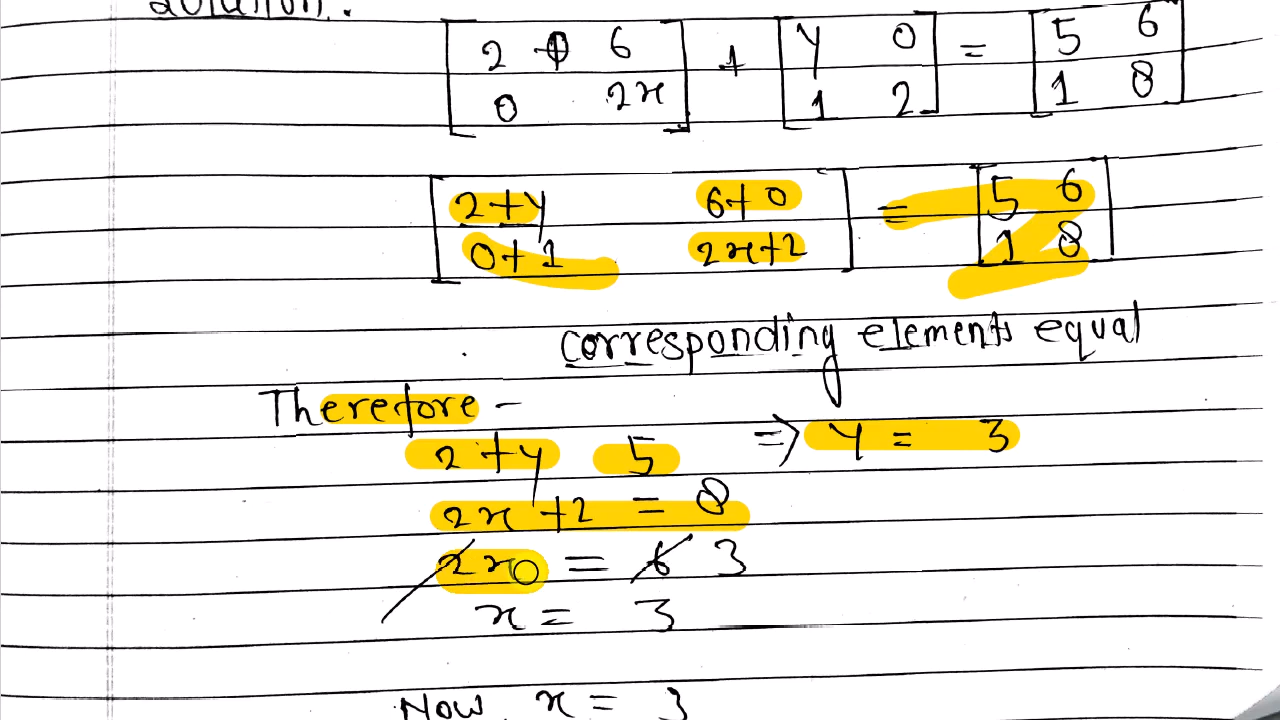 Solution.
[2 6] + [y 0] = [5 6]
[0 2x] [1 2] [1 8]
[2+y 6+0] = [5 6]
[0+1 2x+2] [1 8]
corresponding elements equal
Therefore -
2+y 5 ⇒ y = 3
2x+2 = 8
2x = 6 3
x = 3
Now, x = 3